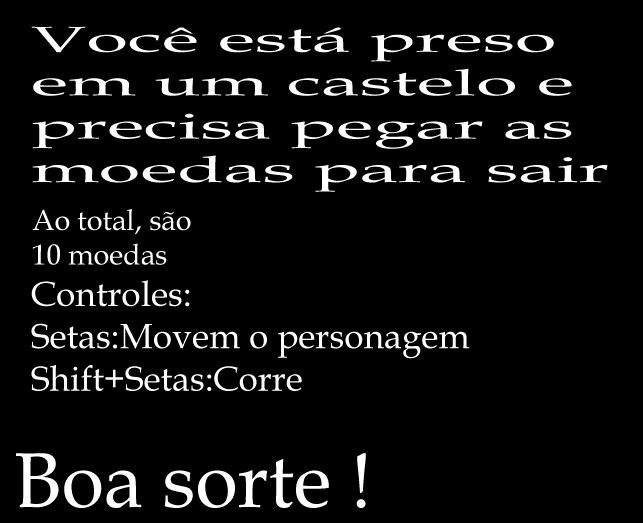 Você está preso
em um castelo e
precisa pegar as
moedas para sair
Ao total, são
10 moedas
Controles:
Setas:Movem o personagem
Shift+Setas:Corre
Boa sorte !